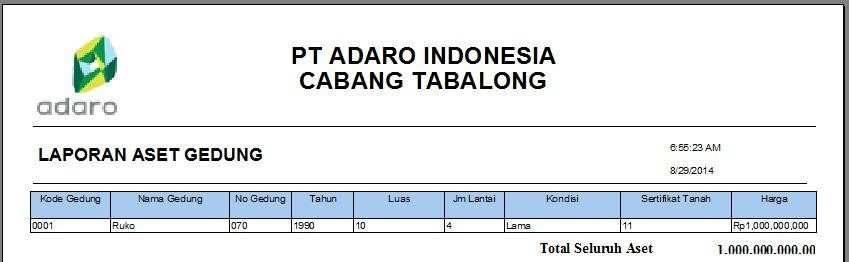 adaro
PT ADARO INDONESIA
CABANG TABALONG
LAPORAN ASET GEDUNG
6:55:23 AM
8/29/2014
Kode Gedung Nama Gedung No Gedung Tahun Luas Jm Lantai Kondisi Sertifikat Tanah Harga
0001 Ruko 070 1990 10 4 Lama 11 Rp1,000,000,000
Total Seluruh Aset 1.000.000.000.00